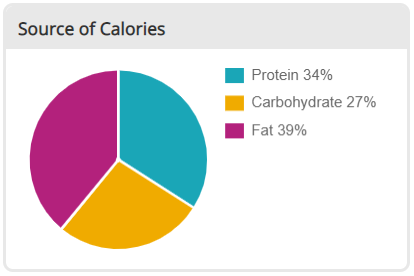 Source of Calories
Protein 34%
Carbohydrate 27%
Fat 39%